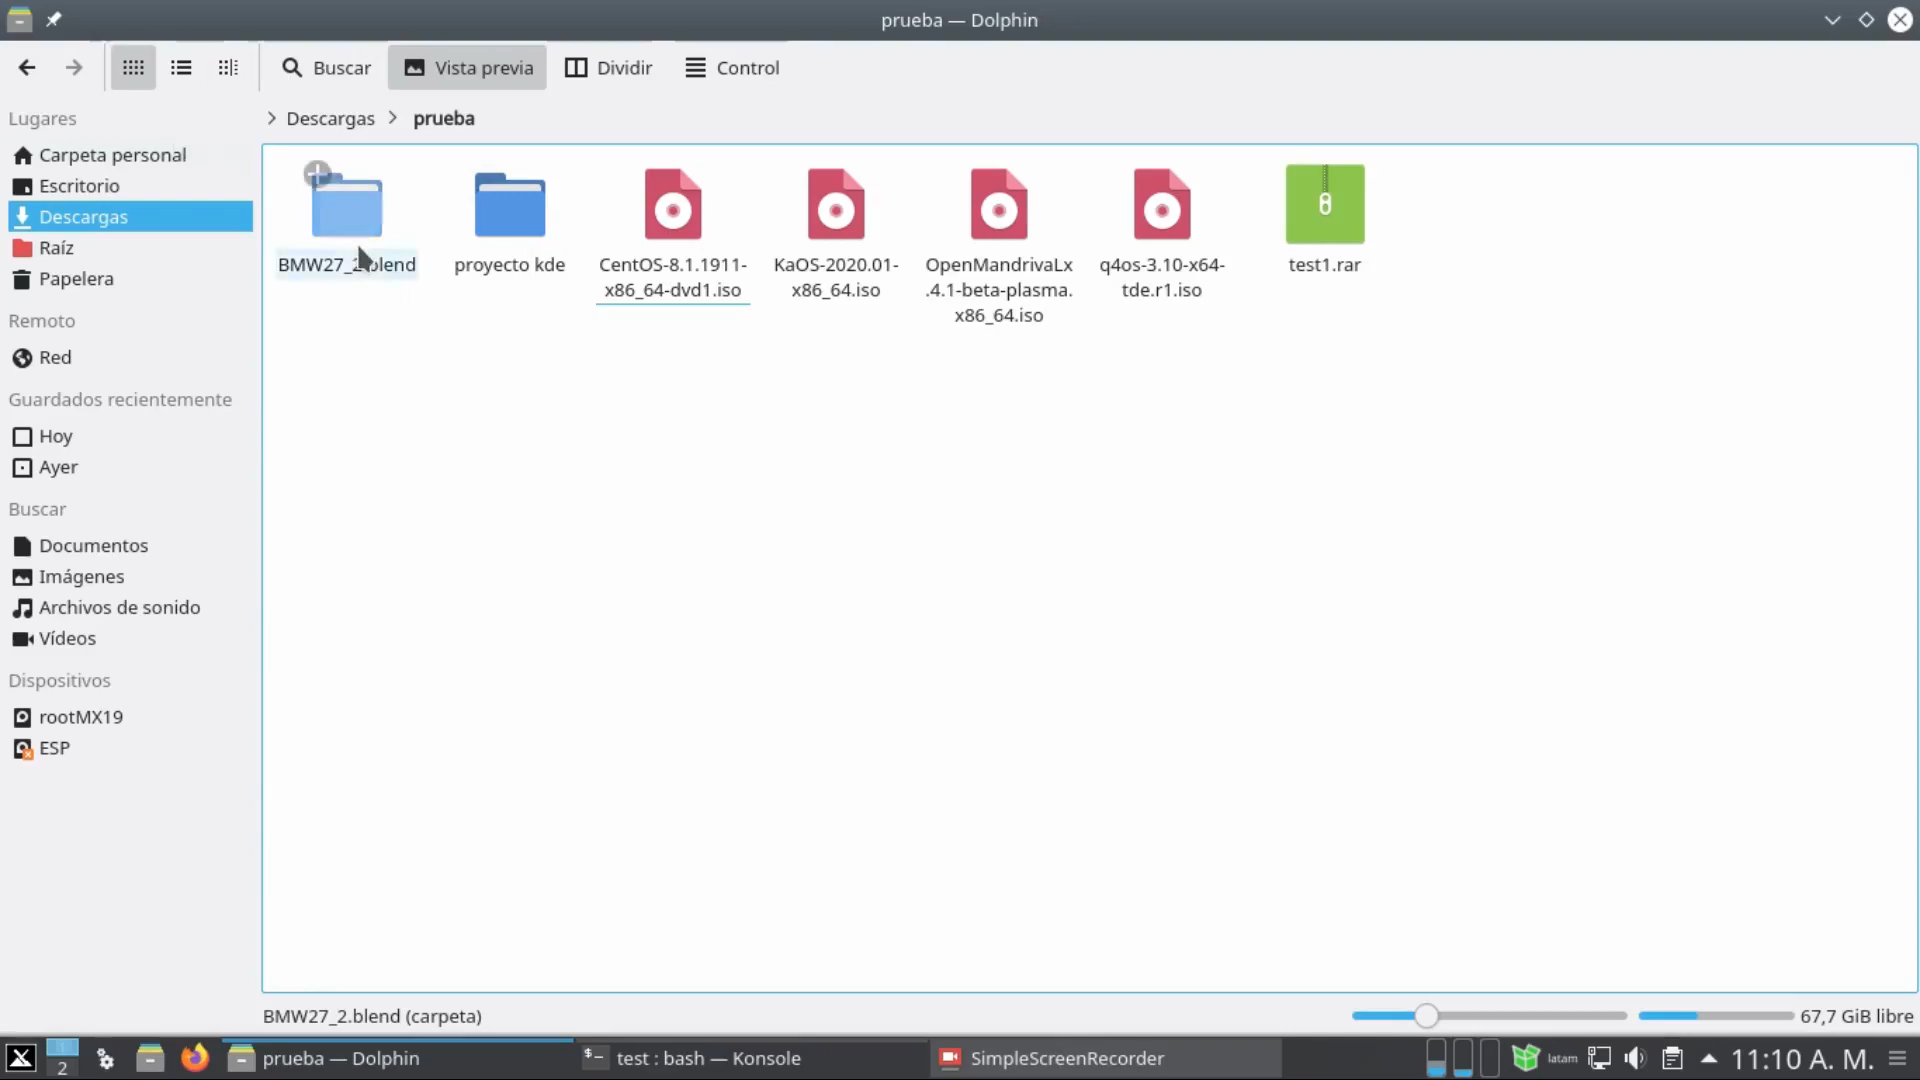 prueba — Dolphin
Buscar
Vista previa
Dividir
Control
Lugares
Carpeta personal
Escritorio
Descargas
Raíz
Papelera
Remoto
Red
Guardados recientemente
Hoy
Ayer
Buscar
Documentos
Imágenes
Archivos de sonido
Vídeos
Dispositivos
rootMX19
ESP
Descargas
prueba
BMW27_2.blend
proyecto kde
CentOS-8.1.1911-
x86_64-dvd1.iso
KaOS-2020.01-
x86_64.iso
OpenMandrivaLx
.4.1-beta-plasma.
x86_64.iso
q4os-3.10-x64-
tde.r1.iso
test1.rar
BMW27_2.blend (carpeta)
67,7 GiB libre
1
2
prueba — Dolphin
test : bash — Konsole
SimpleScreenRecorder
latam
11:10 A. M.